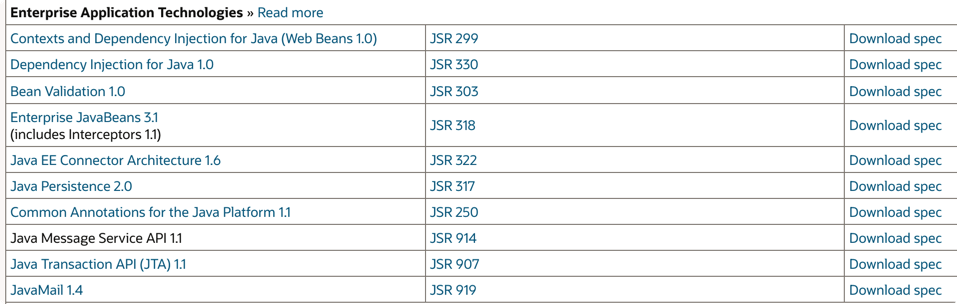 Enterprise Application Technologies » Read more
Contexts and Dependency Injection for Java (Web Beans 1.0) JSR 299 Download spec
Dependency Injection for Java 1.0 JSR 330 Download spec
Bean Validation 1.0 JSR 303 Download spec
Enterprise JavaBeans 3.1
(includes Interceptors 1.1) JSR 318 Download spec
Java EE Connector Architecture 1.6 JSR 322 Download spec
Java Persistence 2.0 JSR 317 Download spec
Common Annotations for the Java Platform 1.1 JSR 250 Download spec
Java Message Service API 1.1 JSR 914 Download spec
Java Transaction API (JTA) 1.1 JSR 907 Download spec
JavaMail 1.4 JSR 919 Download spec